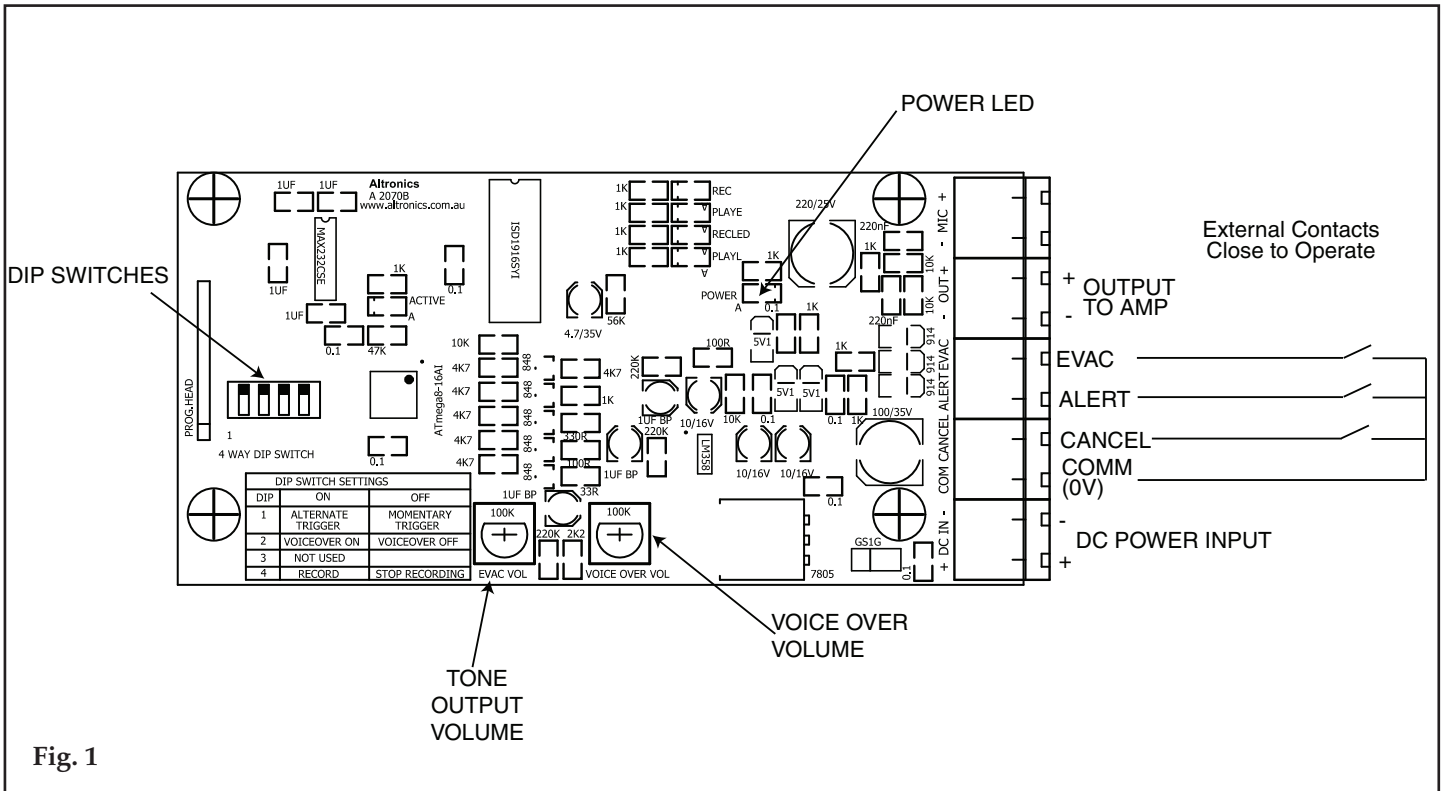 POWER LED
1UF 1UF
Altronics
A 2070B
www.altronics.com.au
MAX232CSE
ISD1916SYI
1K REC
1K PLAYE
1K RECLED
1K PLAYL
A
A
A
A
220/25V
220nF
1K
10K
- MIC +
External Contacts
Close to Operate
DIP SWITCHES
1UF
1K
ACTIVE
A
0.1
1UF
0.1
47K
4.7/35V
56K
1K
POWER
A
0.1
1K
5V1
220nF
10K
- OUT +
+ OUTPUT
- TO AMP
PROG.HEAD
1
4 WAY DIP SWITCH
0.1
ATmega8-16AI
10K
4K7
4K7
4K7
4K7
4K7
848
848
848
848
848
4K7
1K
330R
100R
33R
220K
100R
1UF BP
10/16V
10K
0.1
5V1 5V1
1K
0.1
1K
914
914
914
ALERT EVAC
EVAC
ALERT
1UF BP
220K
LM358
10/16V
10/16V
100/35V
COM CANCEL
CANCEL
COMM
(0V)
DIP SWITCH SETTINGS
DIP ON OFF
1 ALTERNATE TRIGGER MOMENTARY TRIGGER
2 VOICEOVER ON VOICEOVER OFF
3 NOT USED
4 RECORD STOP RECORDING
1UF BP
100K
220K
2K2
100K
EVAC VOL
VOICE OVER VOL
0.1
7805
GS1G
0.1
+ DC IN -
-
DC POWER INPUT
+
TONE
OUTPUT
VOLUME
VOICE OVER
VOLUME
Fig. 1